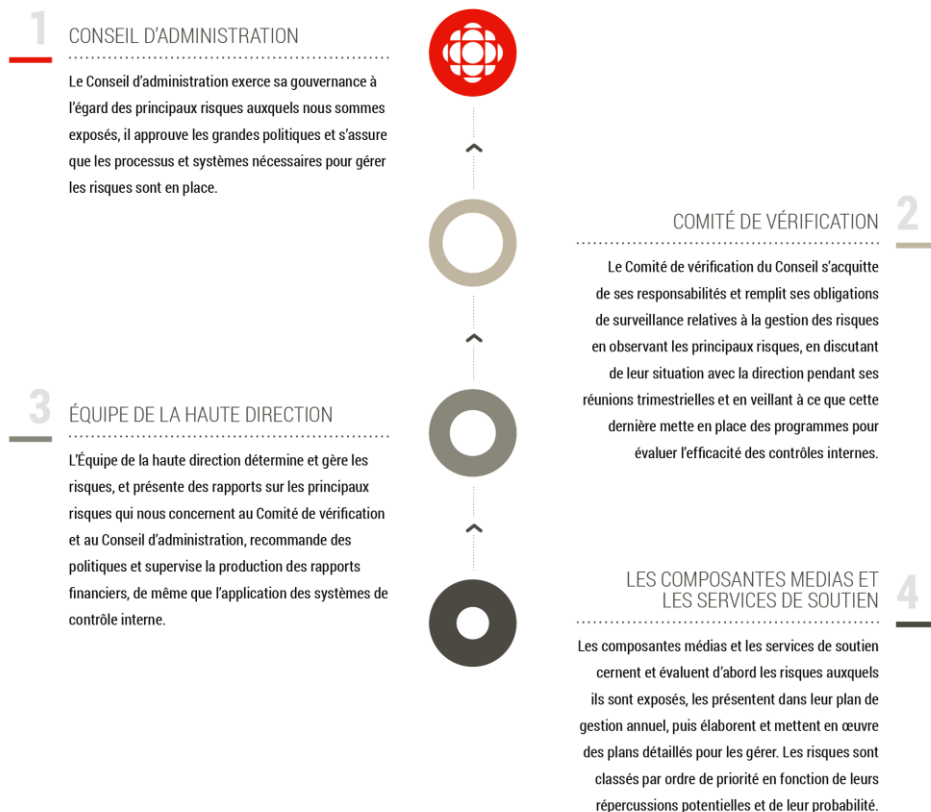 1
CONSEIL D'ADMINISTRATION
Le Conseil d'administration exerce sa gouvernance à
l'égard des principaux risques auxquels nous sommes
exposés, il approuve les grandes politiques et s'assure
que les processus et systèmes nécessaires pour gérer
les risques sont en place.
2
COMITÉ DE VÉRIFICATION
Le Comité de vérification du Conseil s'acquitte
de ses responsabilités et remplit ses obligations
de surveillance relatives à la gestion des risques
en observant les principaux risques, en discutant
de leur situation avec la direction pendant ses
réunions trimestrielles et en veillant à ce que cette
dernière mette en place des programmes pour
évaluer l'efficacité des contrôles internes.
3
ÉQUIPE DE LA HAUTE DIRECTION
L'Équipe de la haute direction détermine et gère les
risques, et présente des rapports sur les principaux
risques qui nous concernent au Comité de vérification
et au Conseil d'administration, recommande des
politiques et supervise la production des rapports
financiers, de même que l'application des systèmes de
contrôle interne.
4
LES COMPOSANTES MEDIAS ET
LES SERVICES DE SOUTIEN
Les composantes médias et les services de soutien
cernent et évaluent d'abord les risques auxquels
ils sont exposés, les présentent dans leur plan de
gestion annuel, puis élaborent et mettent en œuvre
des plans détaillés pour les gérer. Les risques sont
classés par ordre de priorité en fonction de leurs
répercussions potentielles et de leur probabilité.